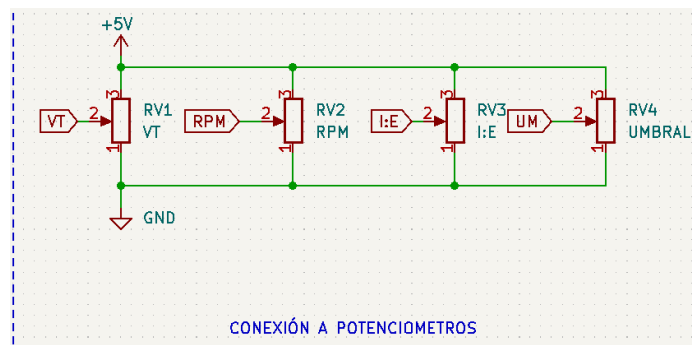 +5V
3 3 3 3
VT 2 RV1 RPM 2 RV2 I:E 2 RV3 UM 2 RV4
VT RPM I:E UMBRAL
1 1 1 1
GND
CONEXIÓN A POTENCIOMETROS